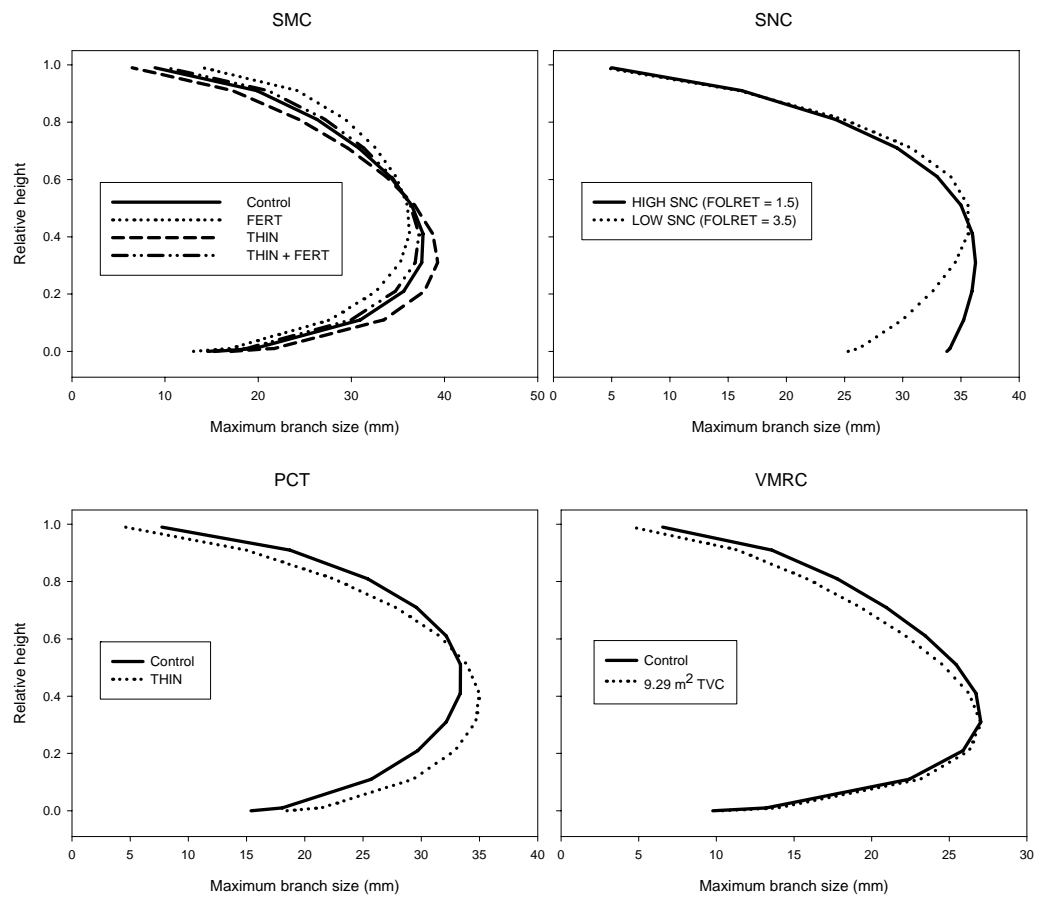 SMC
Relative height
1.0
0.8
0.6
0.4
0.2
0.0
Control
FERT
THIN
THIN + FERT
0 10 20 30 40 50
Maximum branch size (mm)
SNC
HIGH SNC (FOLRET = 1.5)
LOW SNC (FOLRET = 3.5)
0 5 10 15 20 25 30 35 40
Maximum branch size (mm)
PCT
Relative height
1.0
0.8
0.6
0.4
0.2
0.0
Control
THIN
0 5 10 15 20 25 30 35 40
Maximum branch size (mm)
VMRC
Control
9.29 m² TVC
0 5 10 15 20 25 30
Maximum branch size (mm)